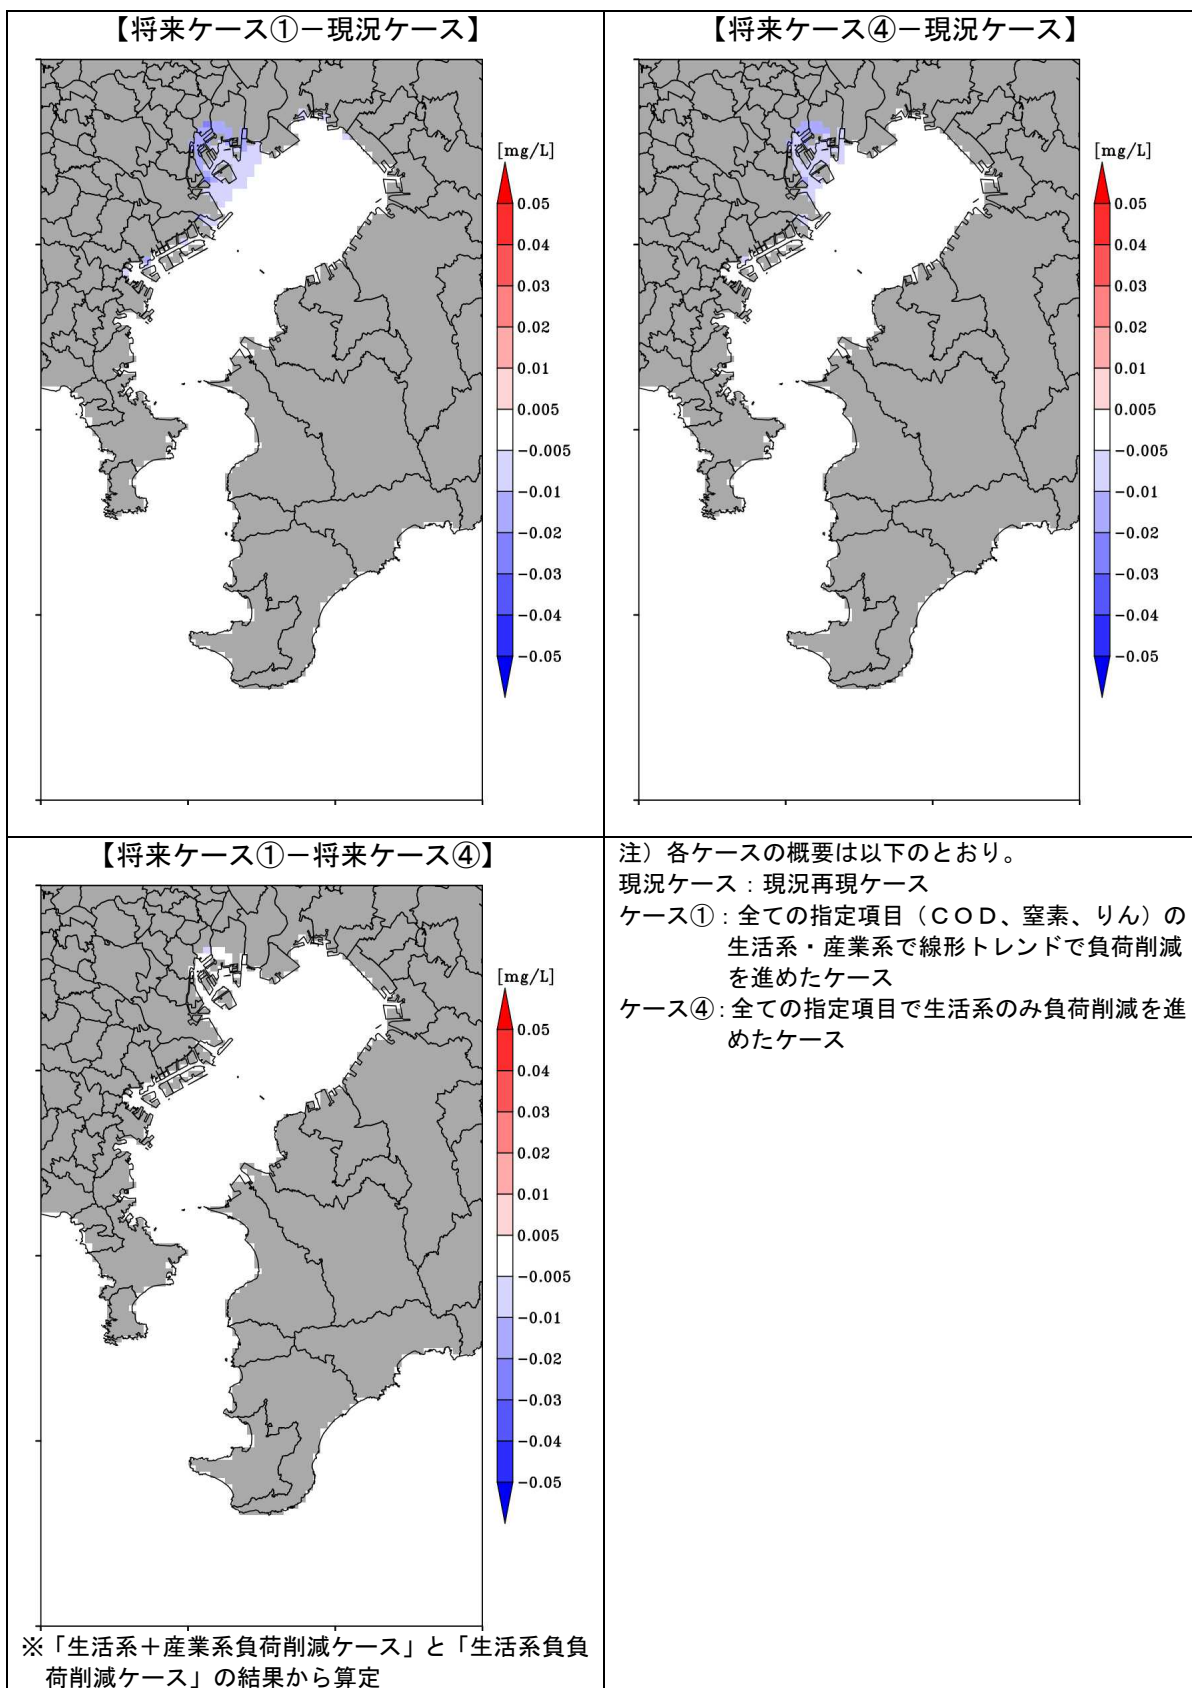 【将来ケース①－現況ケース】
[mg/L]
0.05
0.04
0.03
0.02
0.01
0.005
-0.005
-0.01
-0.02
-0.03
-0.04
-0.05
【将来ケース④－現況ケース】
[mg/L]
0.05
0.04
0.03
0.02
0.01
0.005
-0.005
-0.01
-0.02
-0.03
-0.04
-0.05
【将来ケース①－将来ケース④】
[mg/L]
0.05
0.04
0.03
0.02
0.01
0.005
-0.005
-0.01
-0.02
-0.03
-0.04
-0.05
※「生活系＋産業系負荷削減ケース」と「生活系負負
荷削減ケース」の結果から算定
注）各ケースの概要は以下のとおり。
現況ケース：現況再現ケース
ケース①：全ての指定項目（ＣＯＤ、窒素、りん）の
生活系・産業系で線形トレンドで負荷削減
を進めたケース
ケース④：全ての指定項目で生活系のみ負荷削減を進
めたケース